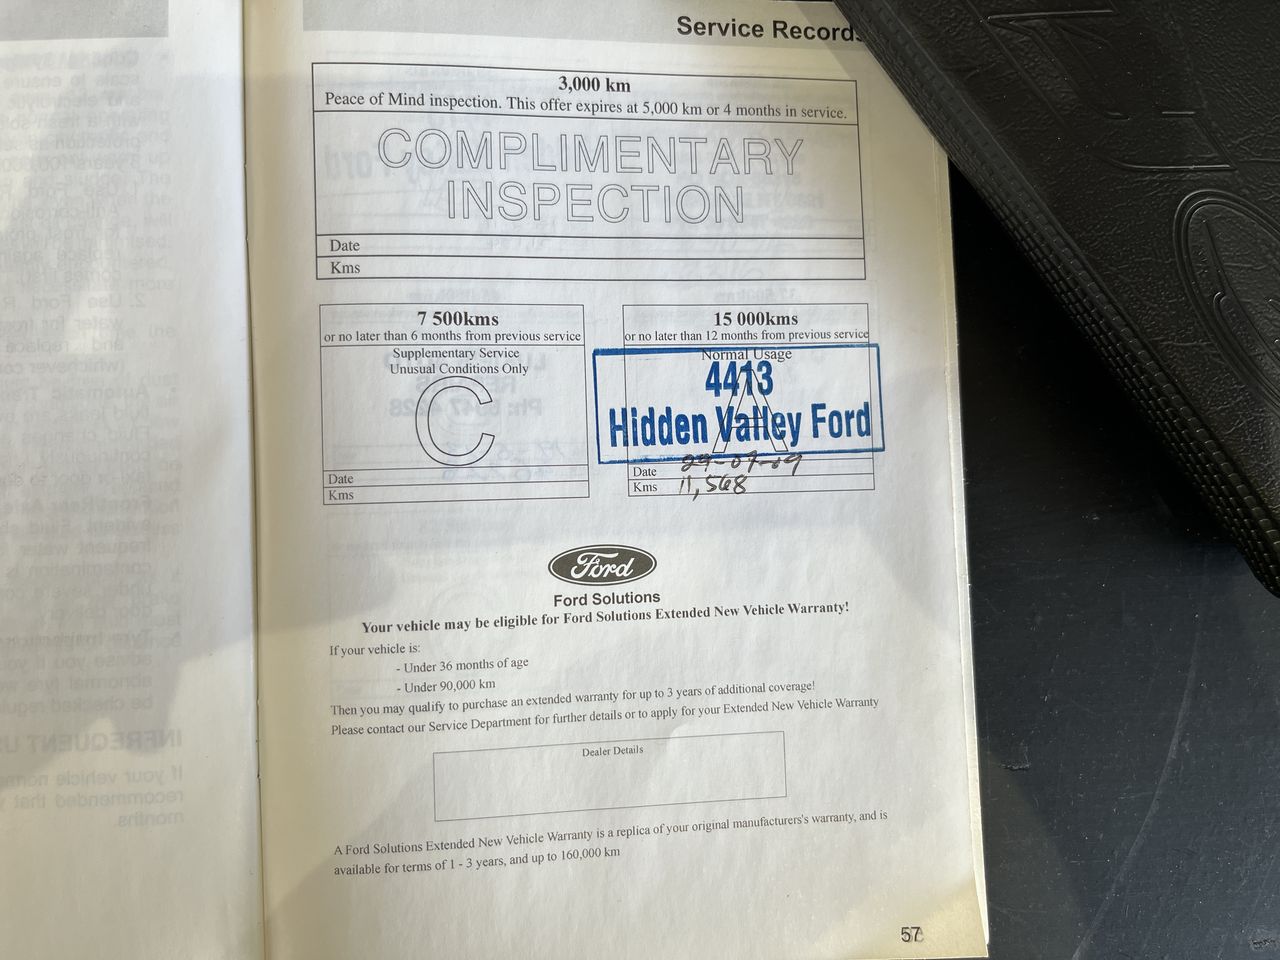 Service Records
3,000 km
Peace of Mind inspection. This offer expires at 5,000 km or 4 months in service.
COMPLIMENTARY
INSPECTION
Date
Kms
7 500kms
or no later than 6 months from previous service
Supplementary Service
Unusual Conditions Only
C
Date
Kms
15 000kms
or no later than 12 months from previous service
Normal Usage
A
4413
Hidden Valley Ford
Date 29-07-09
Kms 11,568
Ford
Ford Solutions
Your vehicle may be eligible for Ford Solutions Extended New Vehicle Warranty!
If your vehicle is:
- Under 36 months of age
- Under 90,000 km
Then you may qualify to purchase an extended warranty for up to 3 years of additional coverage!
Please contact our Service Department for further details or to apply for your Extended New Vehicle Warranty
Dealer Details
A Ford Solutions Extended New Vehicle Warranty is a replica of your original manufacturers's warranty, and is
available for terms of 1 - 3 years, and up to 160,000 km
57